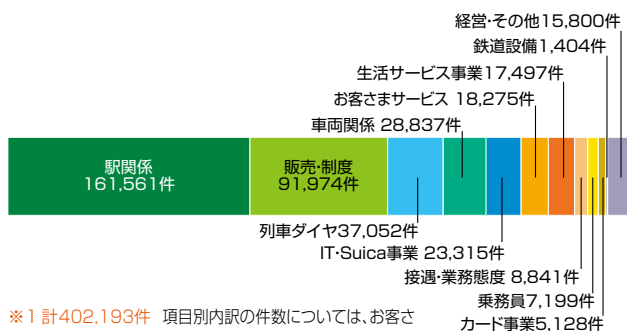 経営・その他15,800件
鉄道設備1,404件
生活サービス事業17,497件
お客さまサービス 18,275件
車両関係 28,837件
駅関係
161,561件
販売・制度
91,974件
列車ダイヤ37,052件
IT・Suica事業 23,315件
接遇・業務態度 8,841件
乗務員7,199件
カード事業5,128件
※1 計402,193件 項目別内訳の件数については、お客さ